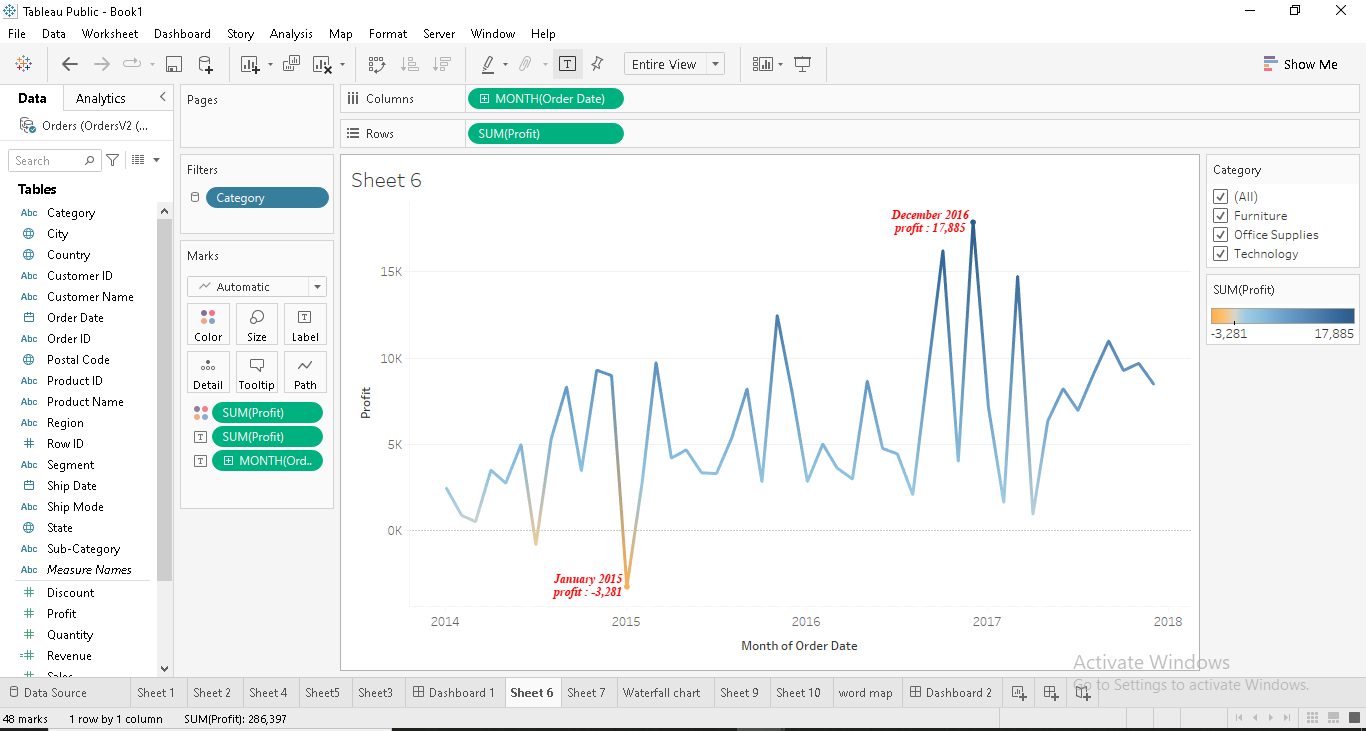 Tableau Public - Book1
File Data Worksheet Dashboard Story Analysis Map Format Server Window Help
Entire View
Show Me
Data Analytics
Orders (OrdersV2 (...
Search
Tables
Abc Category
City
Country
Abc Customer ID
Abc Customer Name
Order Date
Abc Order ID
Postal Code
Abc Product ID
Abc Product Name
Abc Region
# Row ID
Abc Segment
Ship Date
Abc Ship Mode
State
Abc Sub-Category
Abc Measure Names
# Discount
# Profit
# Quantity
=# Revenue
Pages
Filters
Category
Marks
Automatic
Color Size Label
Detail Tooltip Path
SUM(Profit)
SUM(Profit)
MONTH(Ord..
Columns MONTH(Order Date)
Rows SUM(Profit)
Sheet 6
December 2016
profit : 17,885
15K
10K
Profit
5K
0K
January 2015
profit : -3,281
2014 2015 2016 2017 2018
Month of Order Date
Category
(All)
Furniture
Office Supplies
Technology
SUM(Profit)
-3,281 17,885
Activate Windows
Go to Settings to activate Windows.
Data Source Sheet 1 Sheet 2 Sheet 4 Sheet5 Sheet3 Dashboard 1 Sheet 6 Sheet 7 Waterfall chart Sheet 9 Sheet 10 word map Dashboard 2
48 marks 1 row by 1 column SUM(Profit): 286,397